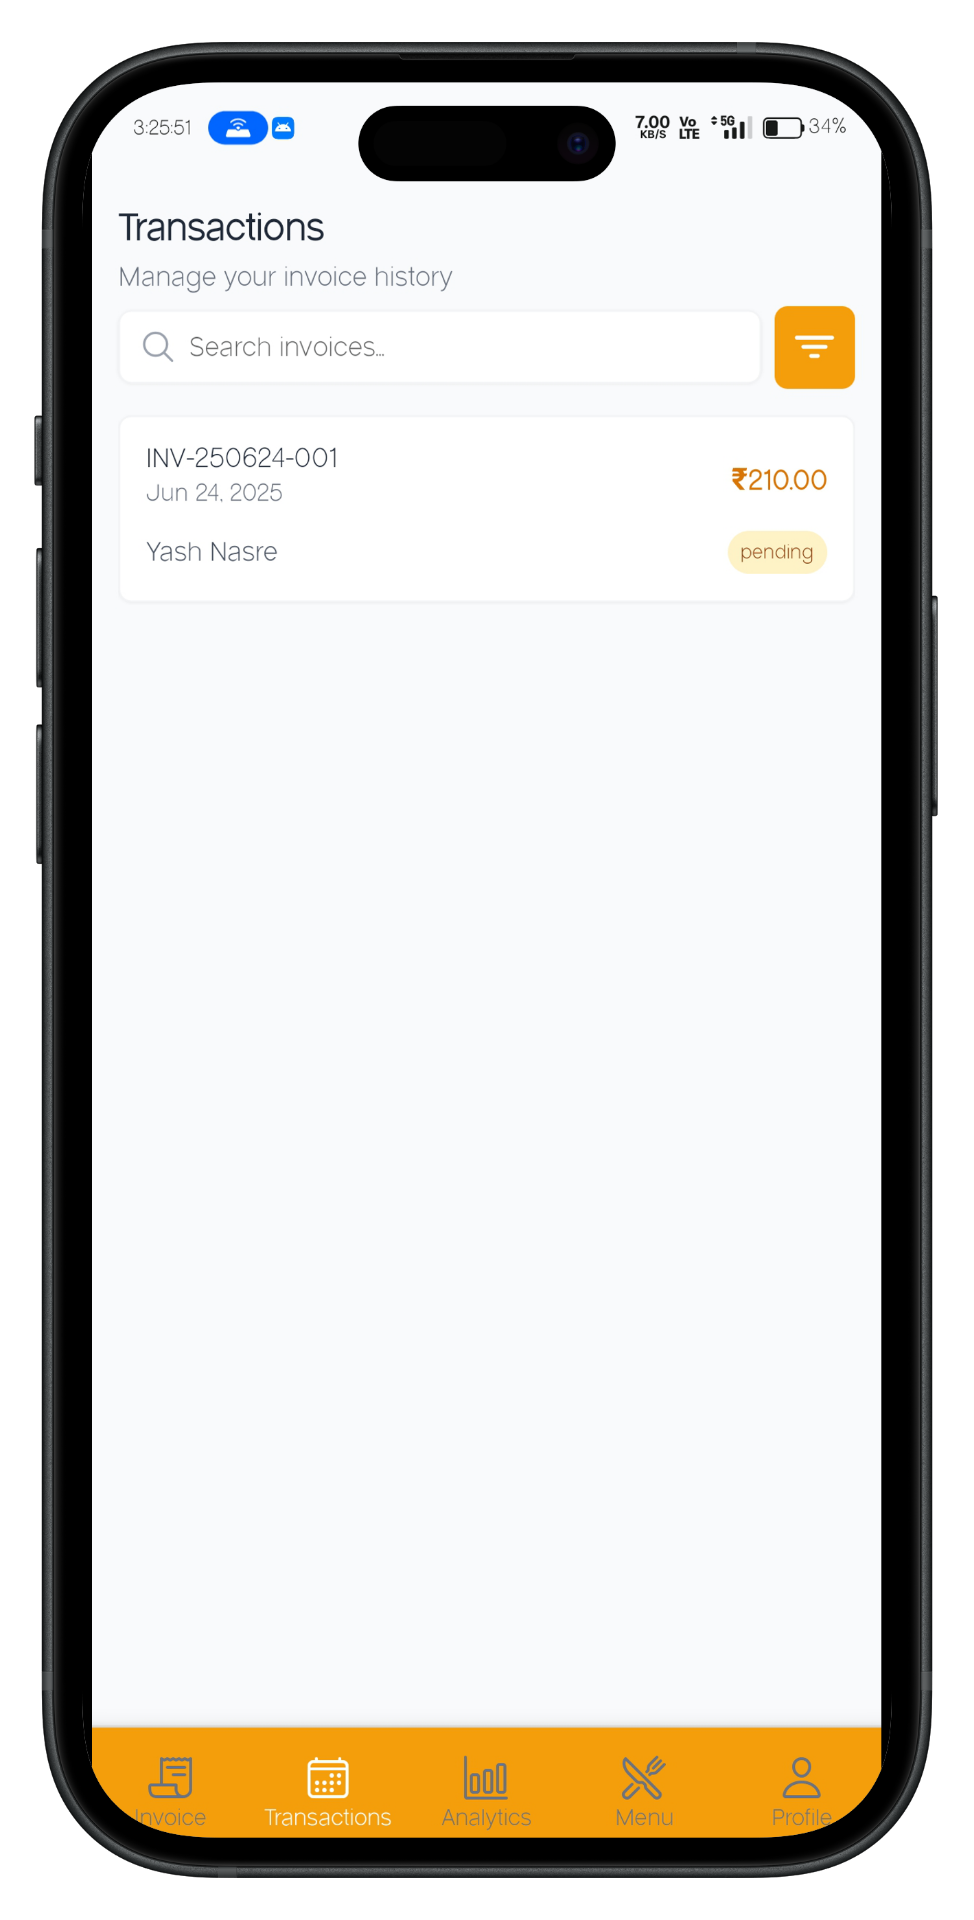 3:25:51 7.00 KB/S Vo LTE 5G 34%
Transactions
Manage your invoice history
Search invoices...
INV-250624-001
Jun 24, 2025
₹210.00
Yash Nasre
pending
Invoice Transactions Analytics Menu Profile